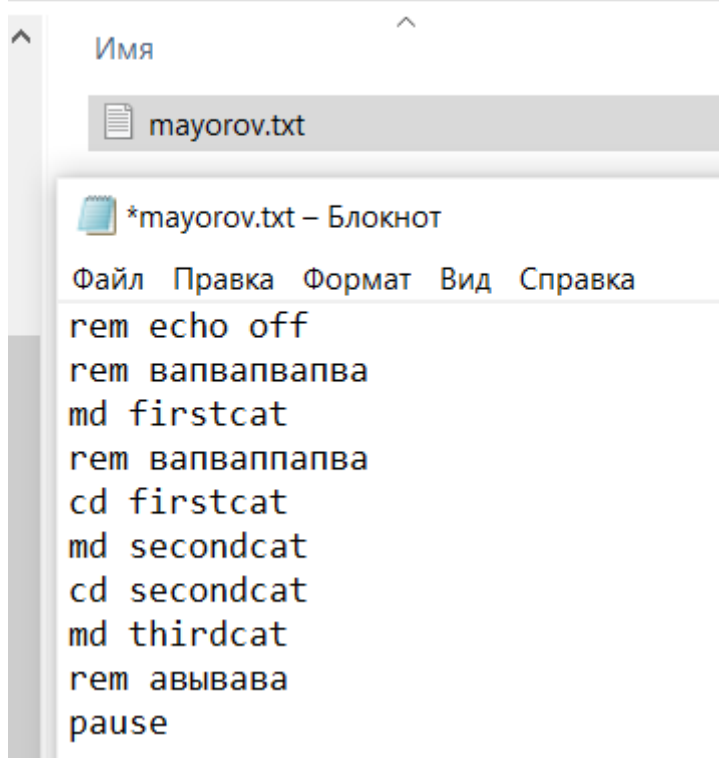 Имя
mayorov.txt
*mayorov.txt – Блокнот
Файл Правка Формат Вид Справка
rem echo off
rem вапвапвапва
md firstcat
rem вапваппапва
cd firstcat
md secondcat
cd secondcat
md thirdcat
rem авывава
pause